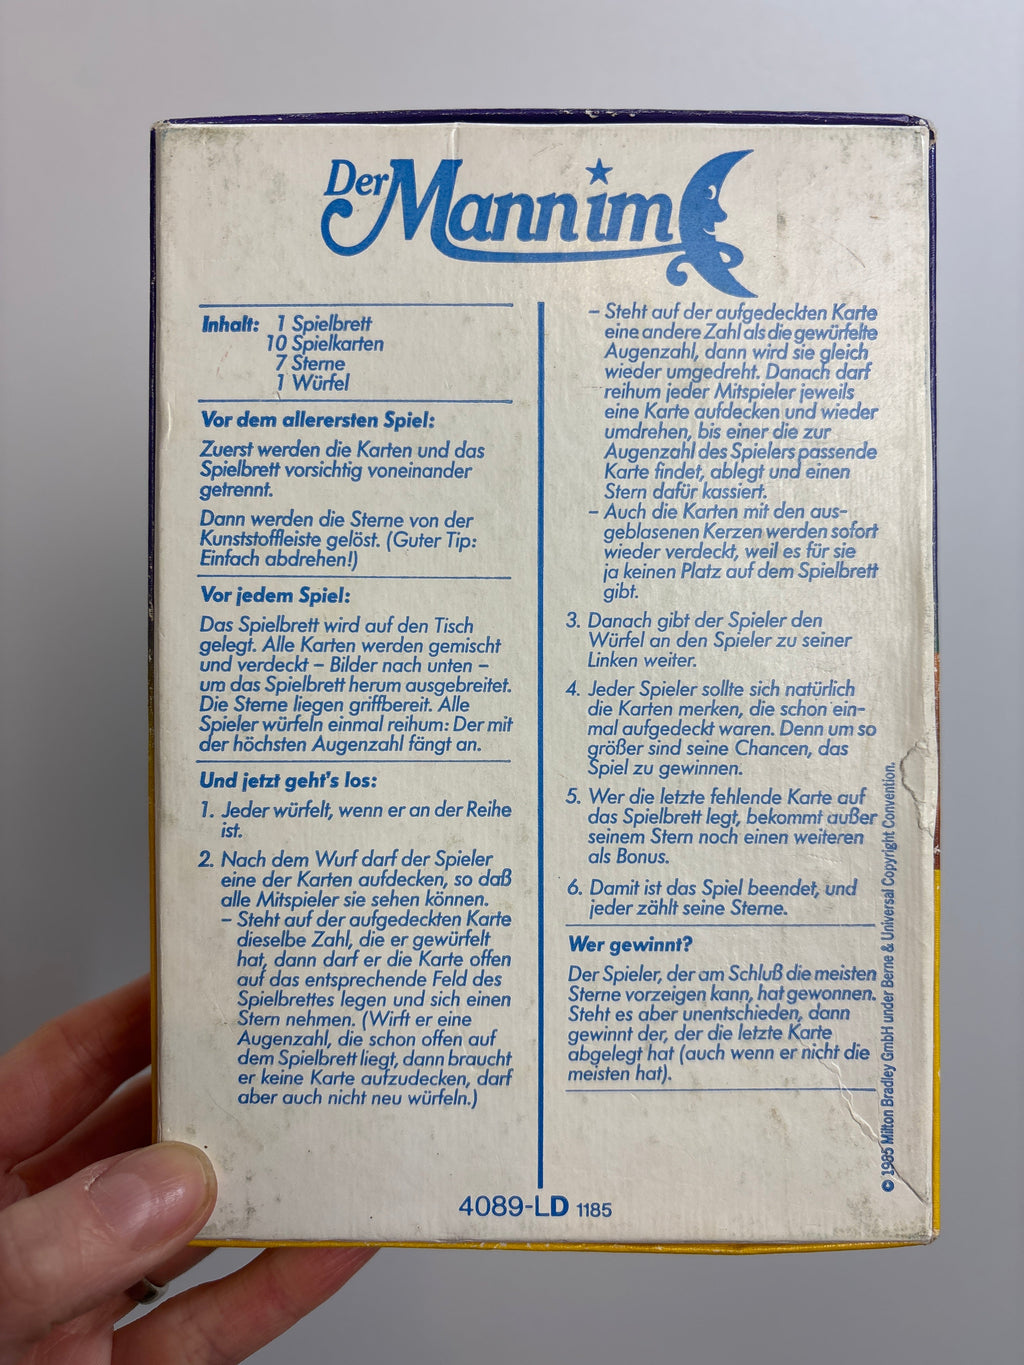 Der Mann im
Inhalt: 1 Spielbrett
10 Spielkarten
7 Sterne
1 Würfel
Vor dem allerersten Spiel:
Zuerst werden die Karten und das
Spielbrett vorsichtig voneinander
getrennt.
Dann werden die Sterne von der
Kunststoffleiste gelöst. (Guter Tip:
Einfach abdrehen!)
Vor jedem Spiel:
Das Spielbrett wird auf den Tisch
gelegt. Alle Karten werden gemischt
und verdeckt – Bilder nach unten –
um das Spielbrett herum ausgebreitet.
Die Sterne liegen griffbereit. Alle
Spieler würfeln einmal reihum: Der mit
der höchsten Augenzahl fängt an.
Und jetzt geht's los:
1. Jeder würfelt, wenn er an der Reihe
ist.
2. Nach dem Wurf darf der Spieler
eine der Karten aufdecken, so daß
alle Mitspieler sie sehen können.
– Steht auf der aufgedeckten Karte
dieselbe Zahl, die er gewürfelt
hat, dann darf er die Karte offen
auf das entsprechende Feld des
Spielbrettes legen und sich einen
Stern nehmen. (Wirft er eine
Augenzahl, die schon offen auf
dem Spielbrett liegt, dann braucht
er keine Karte aufzudecken, darf
aber auch nicht neu würfeln.)
– Steht auf der aufgedeckten Karte
eine andere Zahl als die gewürfelte
Augenzahl, dann wird sie gleich
wieder umgedreht. Danach darf
reihum jeder Mitspieler jeweils
eine Karte aufdecken und wieder
umdrehen, bis einer die zur
Augenzahl des Spielers passende
Karte findet, ablegt und einen
Stern dafür kassiert.
– Auch die Karten mit den aus-
geblasenen Kerzen werden sofort
wieder verdeckt, weil es für sie
ja keinen Platz auf dem Spielbrett
gibt.
3. Danach gibt der Spieler den
Würfel an den Spieler zu seiner
Linken weiter.
4. Jeder Spieler sollte sich natürlich
die Karten merken, die schon ein-
mal aufgedeckt waren. Denn um so
größer sind seine Chancen, das
Spiel zu gewinnen.
5. Wer die letzte fehlende Karte auf
das Spielbrett legt, bekommt außer
seinem Stern noch einen weiteren
als Bonus.
6. Damit ist das Spiel beendet, und
jeder zählt seine Sterne.
Wer gewinnt?
Der Spieler, der am Schluß die meisten
Sterne vorzeigen kann, hat gewonnen.
Steht es aber unentschieden, dann
gewinnt der, der die letzte Karte
abgelegt hat (auch wenn er nicht die
meisten hat).
© 1985 Milton Bradley GmbH under Berne & Universal Copyright Convention.
4089-LD 1185